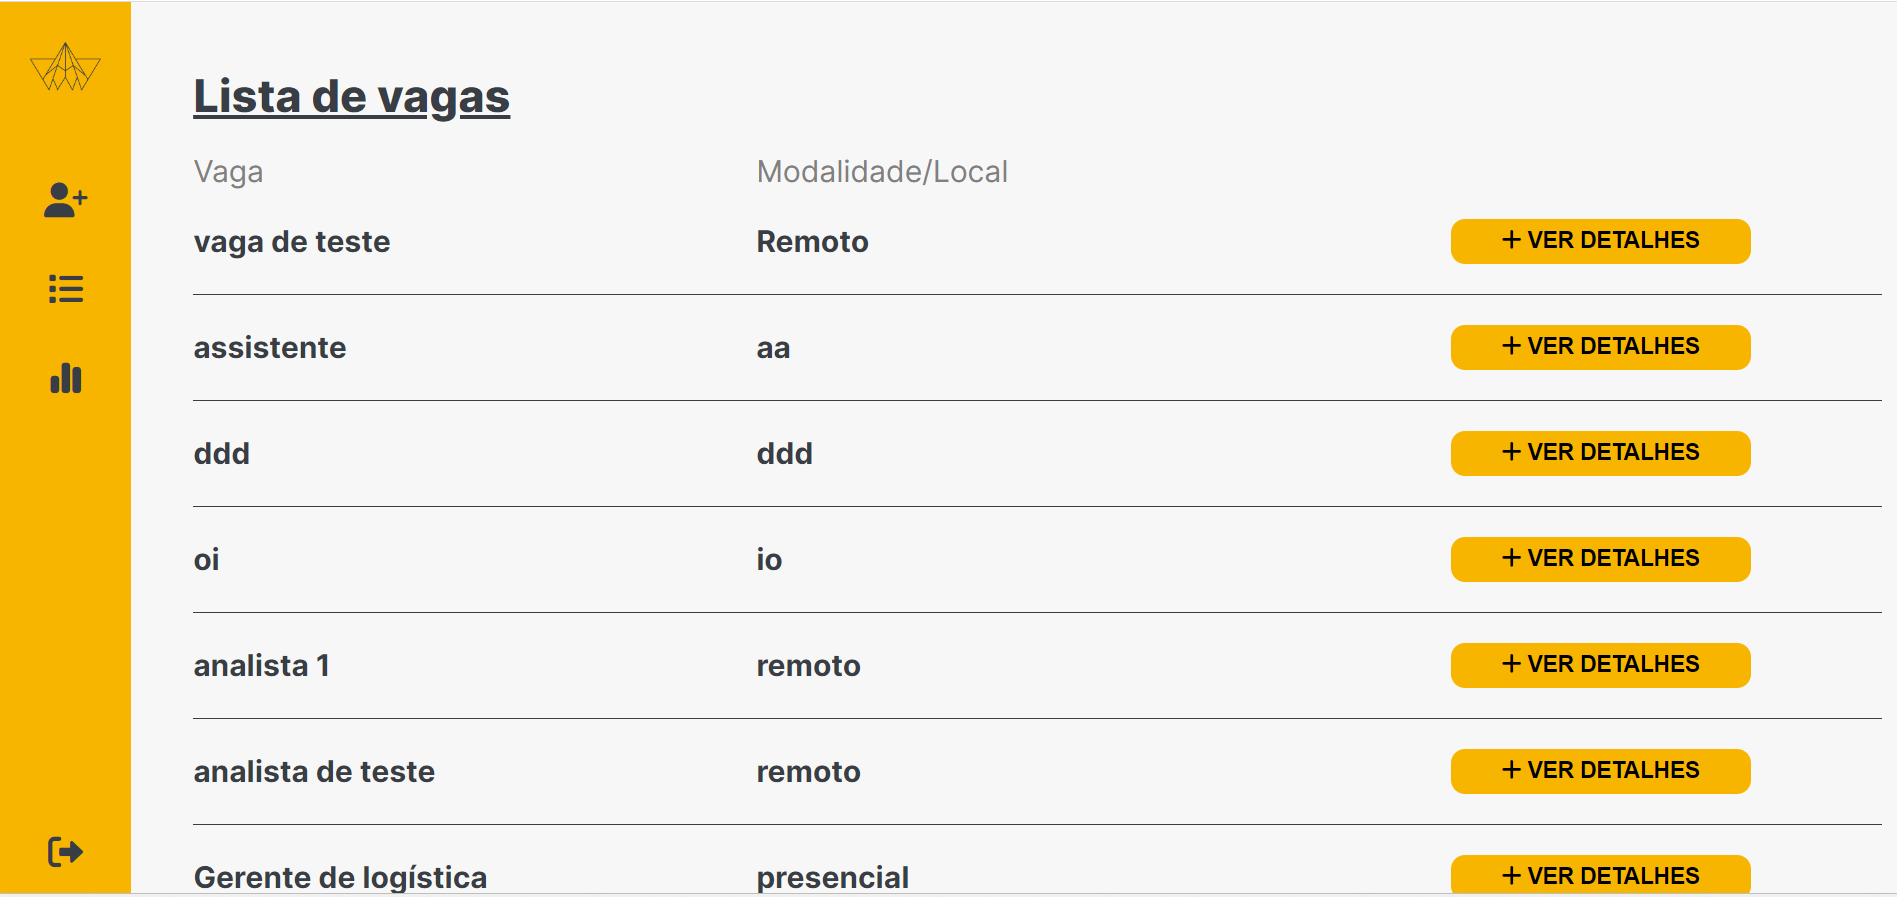 Lista de vagas
Vaga Modalidade/Local
vaga de teste Remoto + VER DETALHES
assistente aa + VER DETALHES
ddd ddd + VER DETALHES
oi io + VER DETALHES
analista 1 remoto + VER DETALHES
analista de teste remoto + VER DETALHES
Gerente de logística presencial + VER DETALHES